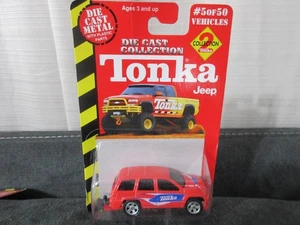 Ages 3 and up
#5 OF 50
VEHICLES
DIE CAST
METAL
WITH PLASTIC
PARTS
DIE CAST
COLLECTION
COLLECTION
2
Tonka
Jeep
Tonka
Tonka